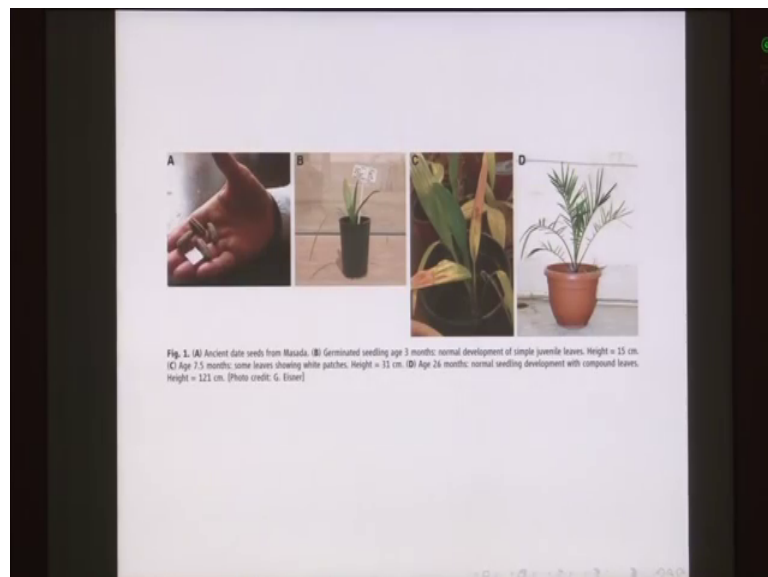 A B C D
Fig. 1. (A) Ancient date seeds from Masada. (B) Germinated seedling age 3 months: normal development of simple juvenile leaves. Height = 15 cm.
(C) Age 7.5 months: some leaves showing white patches. Height = 31 cm. (D) Age 26 months: normal seedling development with compound leaves.
Height = 121 cm. [Photo credit: G. Eisner]